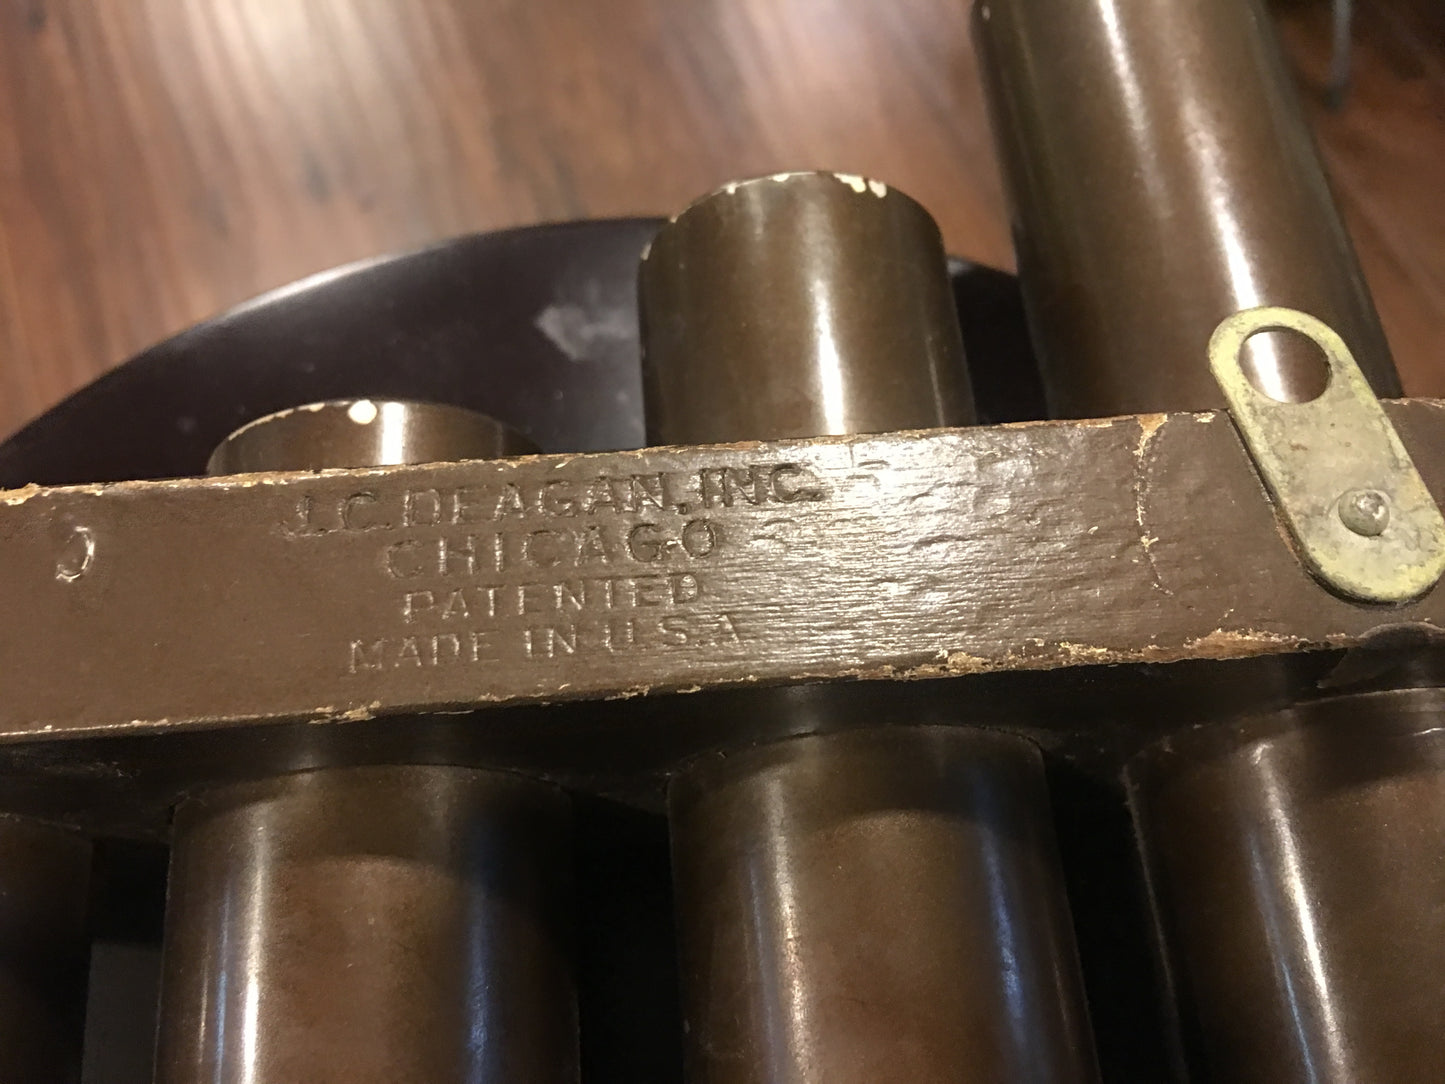 J.C. DEAGAN, INC.
CHICAGO
PATENTED
MADE IN U.S.A